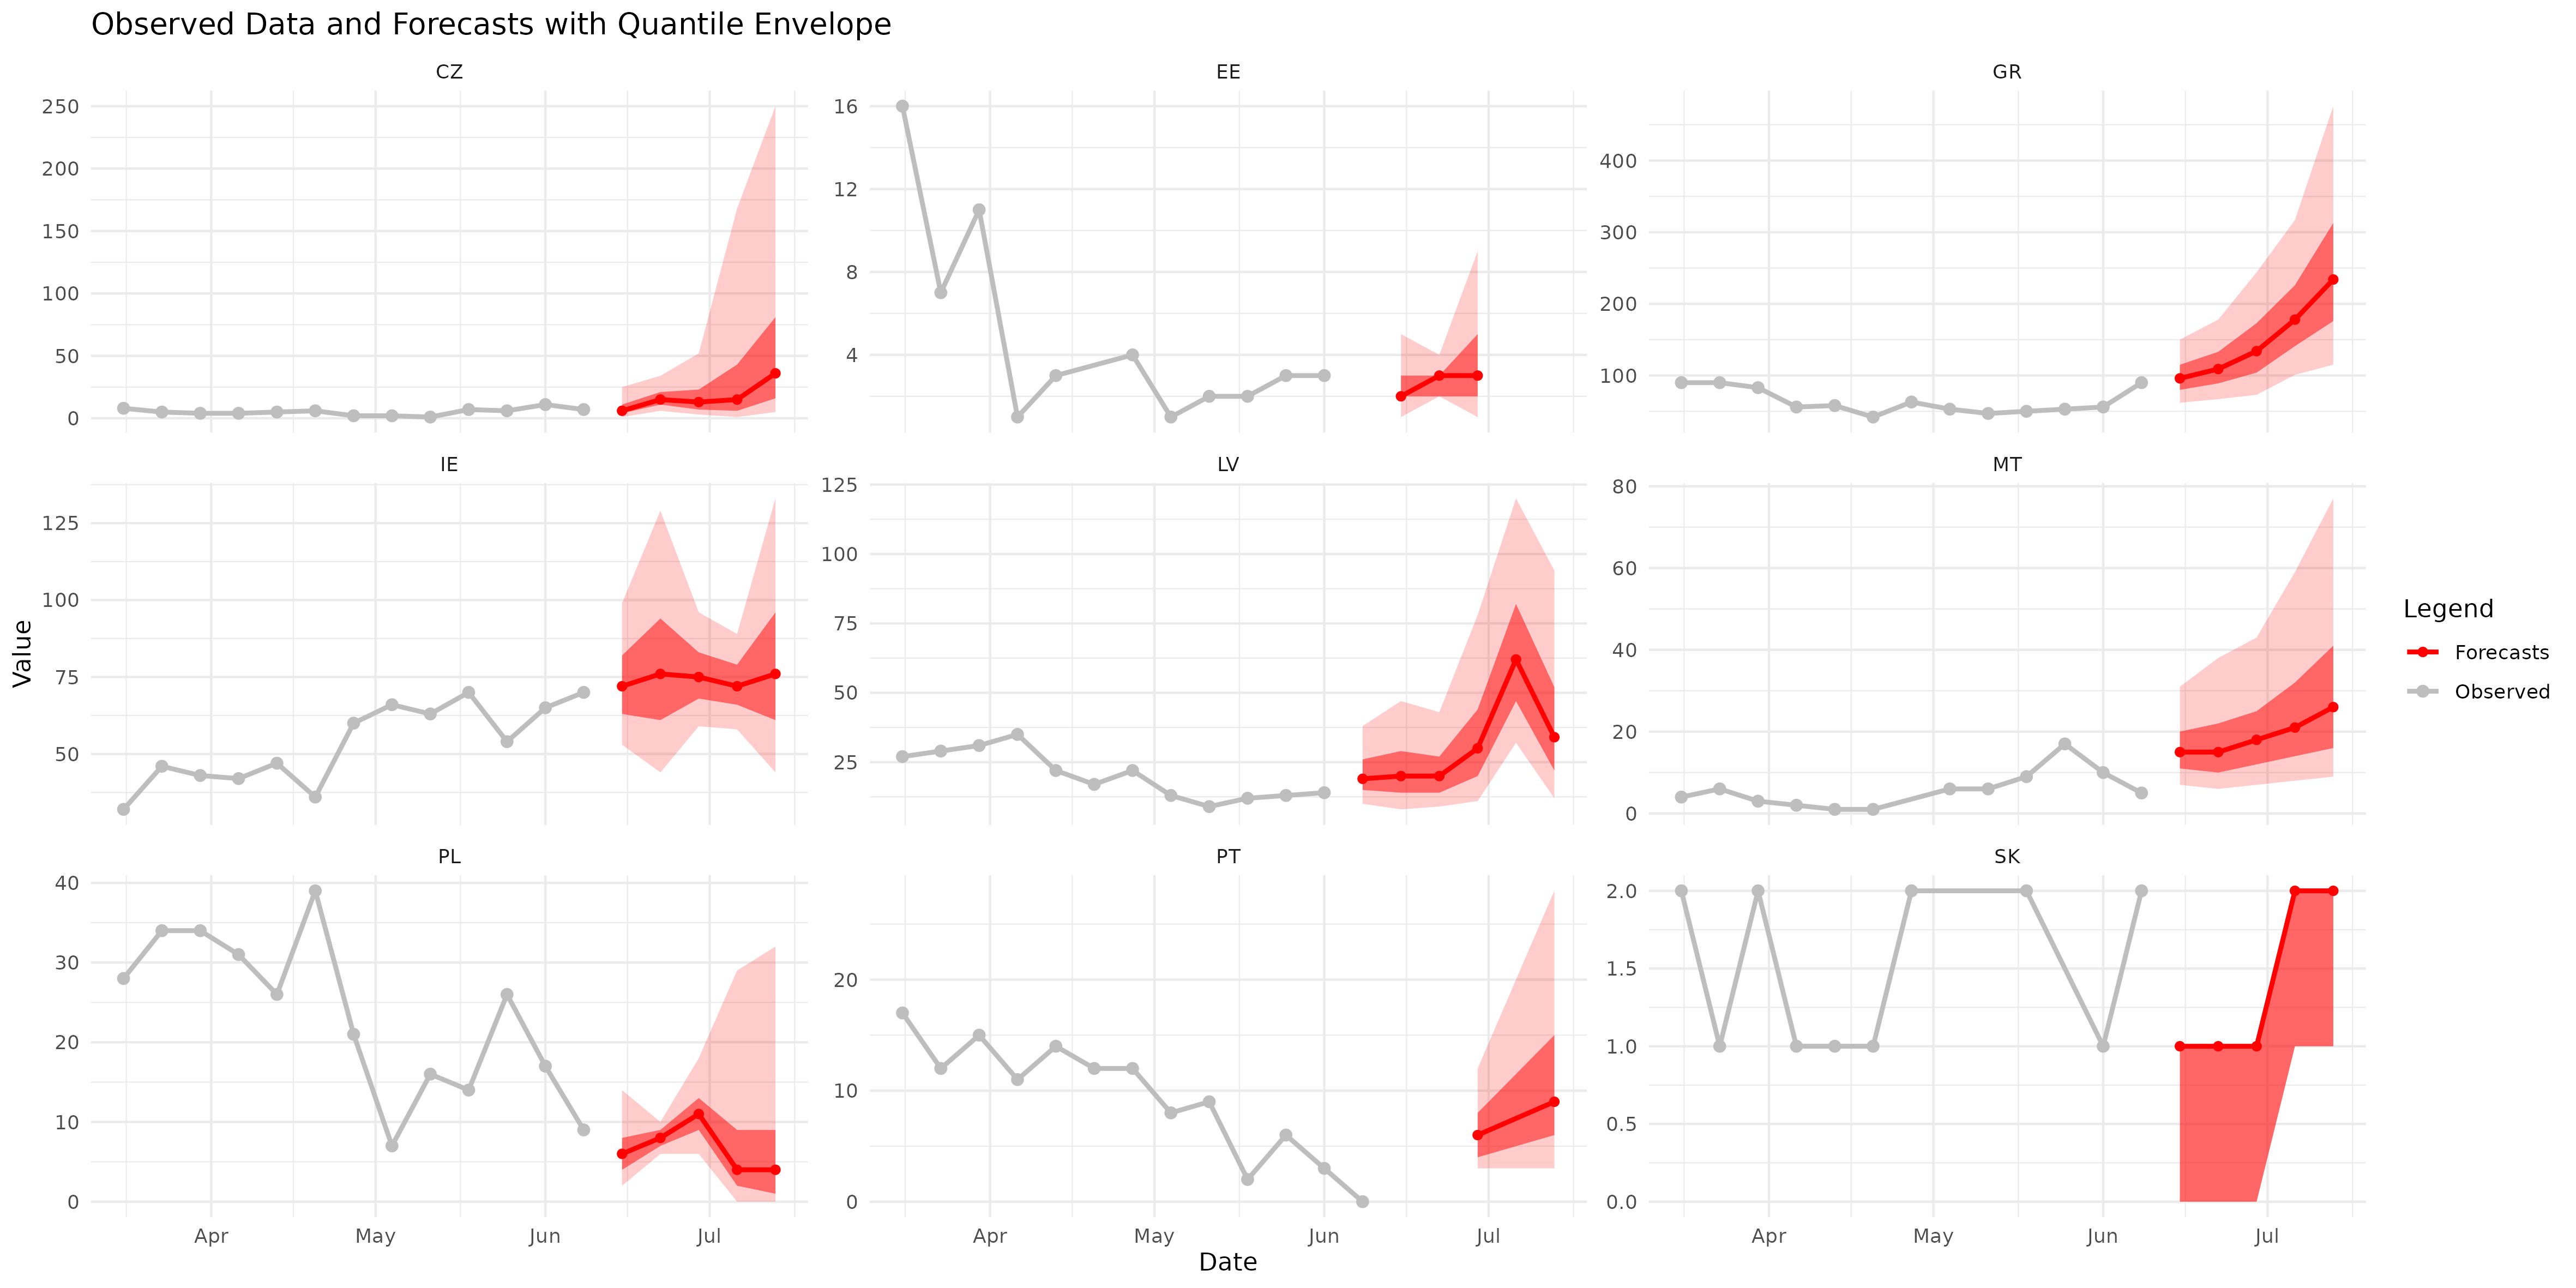 Observed Data and Forecasts with Quantile Envelope
CZ
EE
GR
250
200
150
100
50
0
16
12
8
4
400
300
200
100
IE
LV
MT
125
100
75
50
125
100
75
50
25
80
60
40
20
0
PL
PT
SK
40
30
20
10
0
20
10
0
2.0
1.5
1.0
0.5
0.0
Apr
May
Jun
Jul
Apr
May
Jun
Jul
Apr
May
Jun
Jul
Value
Date
Legend
Forecasts
Observed